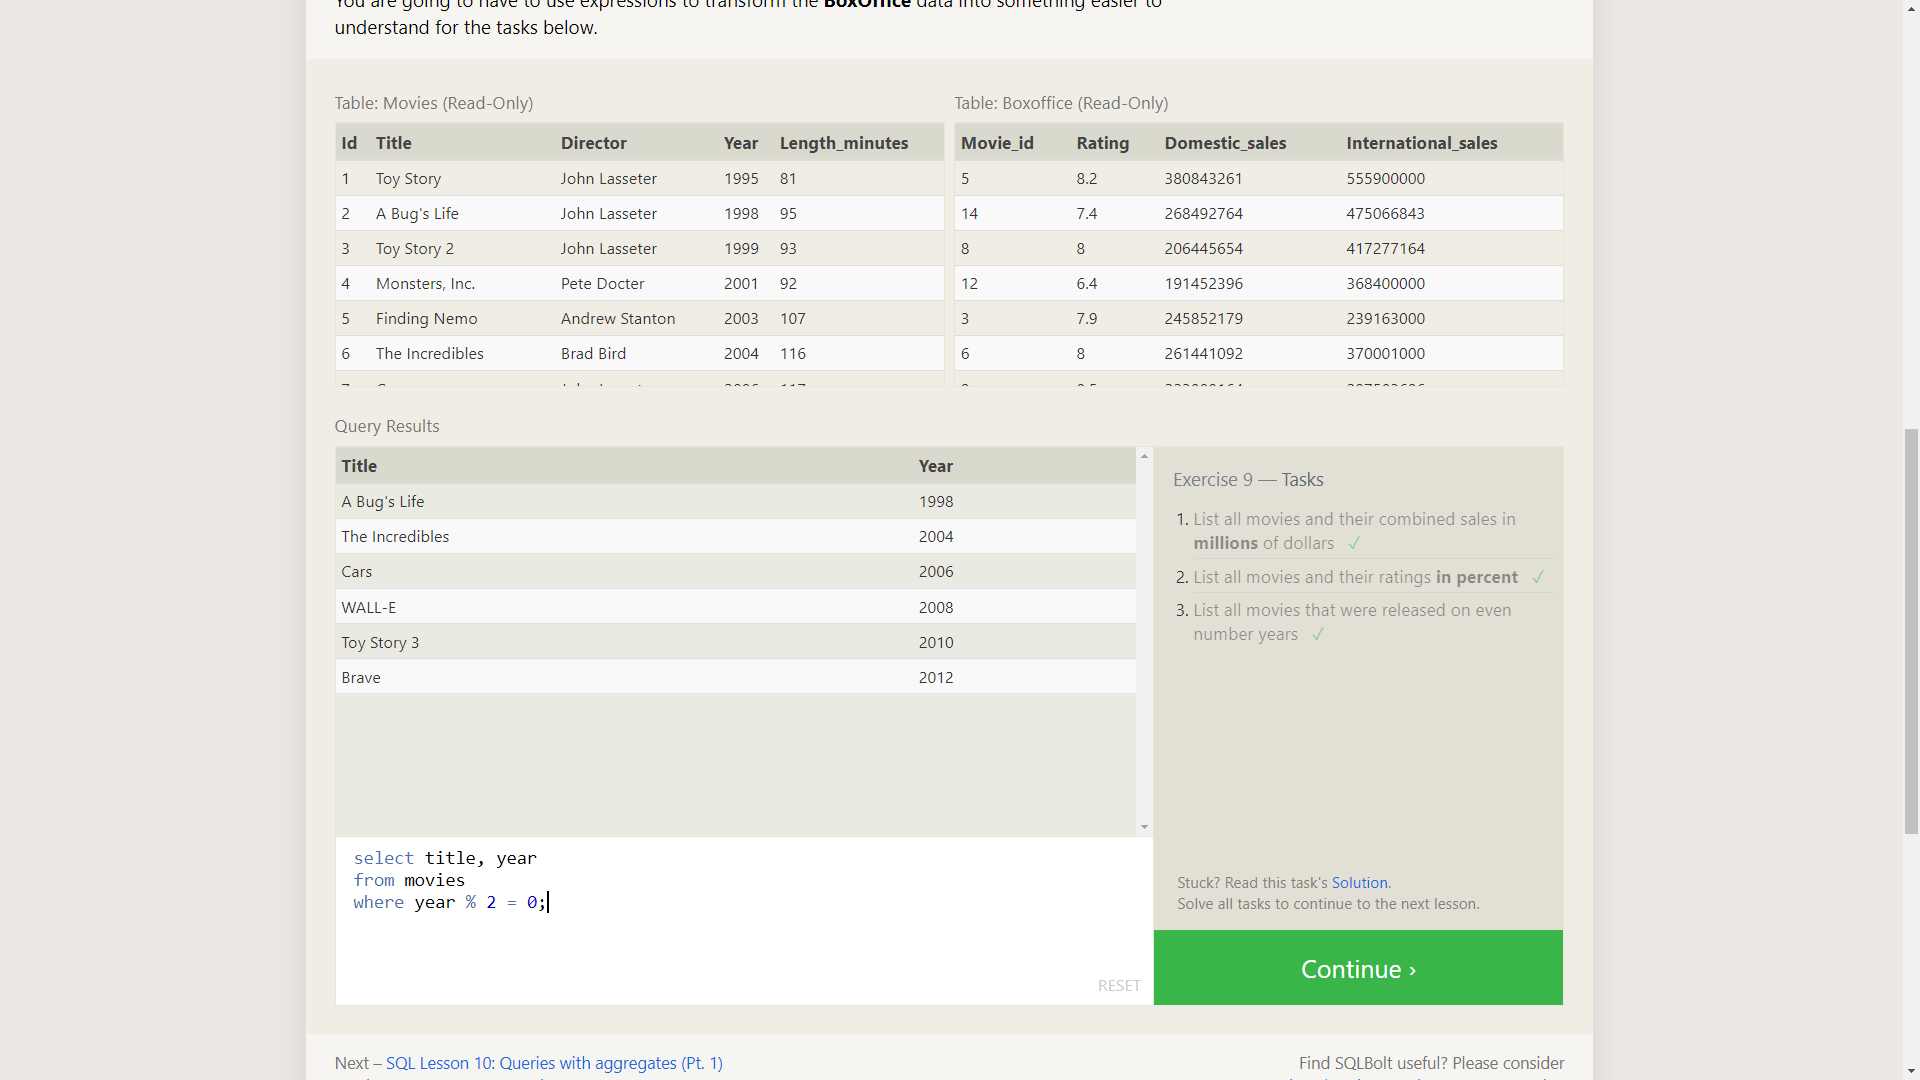 You are going to have to use expressions to transform the BoxOffice data into something easier to
understand for the tasks below.
Table: Movies (Read-Only)
Id Title Director Year Length_minutes
1 Toy Story John Lasseter 1995 81
2 A Bug's Life John Lasseter 1998 95
3 Toy Story 2 John Lasseter 1999 93
4 Monsters, Inc. Pete Docter 2001 92
5 Finding Nemo Andrew Stanton 2003 107
6 The Incredibles Brad Bird 2004 116
Table: Boxoffice (Read-Only)
Movie_id Rating Domestic_sales International_sales
5 8.2 380843261 555900000
14 7.4 268492764 475066843
8 8 206445654 417277164
12 6.4 191452396 368400000
3 7.9 245852179 239163000
6 8 261441092 370001000
Query Results
Title Year
A Bug's Life 1998
The Incredibles 2004
Cars 2006
WALL-E 2008
Toy Story 3 2010
Brave 2012
select title, year
from movies
where year % 2 = 0;
RESET
Exercise 9 — Tasks
1. List all movies and their combined sales in
millions of dollars ✓
2. List all movies and their ratings in percent ✓
3. List all movies that were released on even
number years ✓
Stuck? Read this task's Solution.
Solve all tasks to continue to the next lesson.
Continue ›
Next – SQL Lesson 10: Queries with aggregates (Pt. 1)
Find SQLBolt useful? Please consider